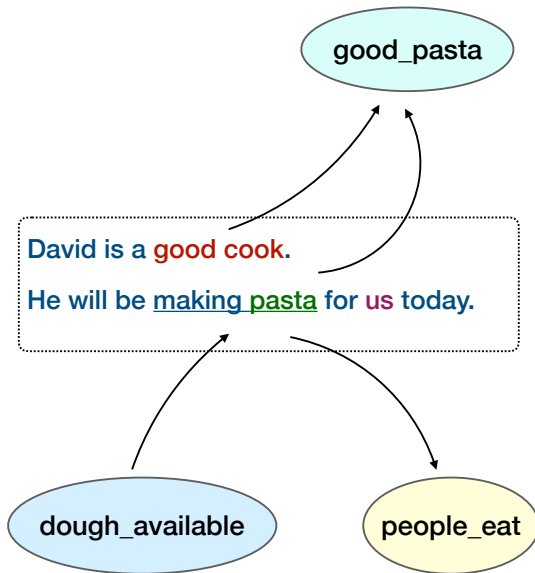 good_pasta
David is a good cook.
He will be making pasta for us today.
dough_available
people_eat